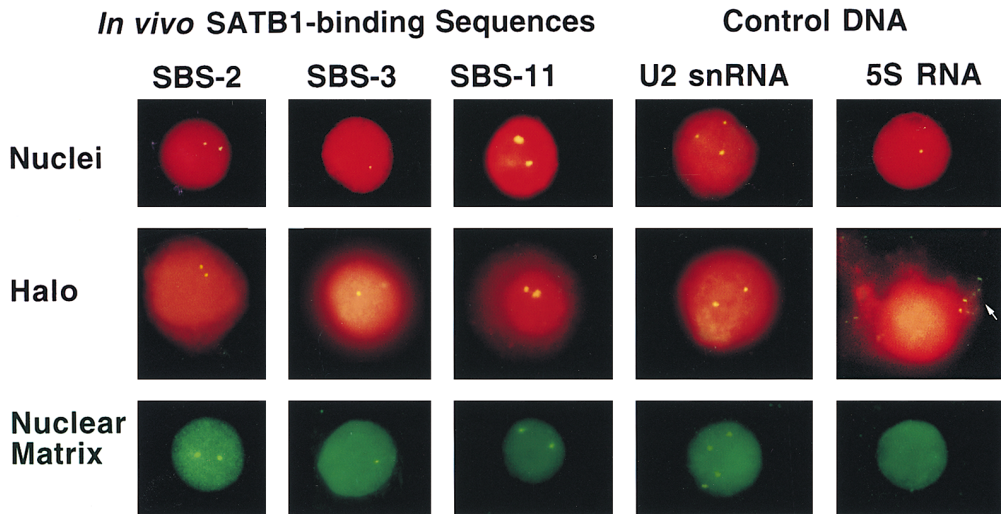 In vivo SATB1-binding Sequences
Control DNA
SBS-2
SBS-3
SBS-11
U2 snRNA
5S RNA
Nuclei
Halo
Nuclear
Matrix